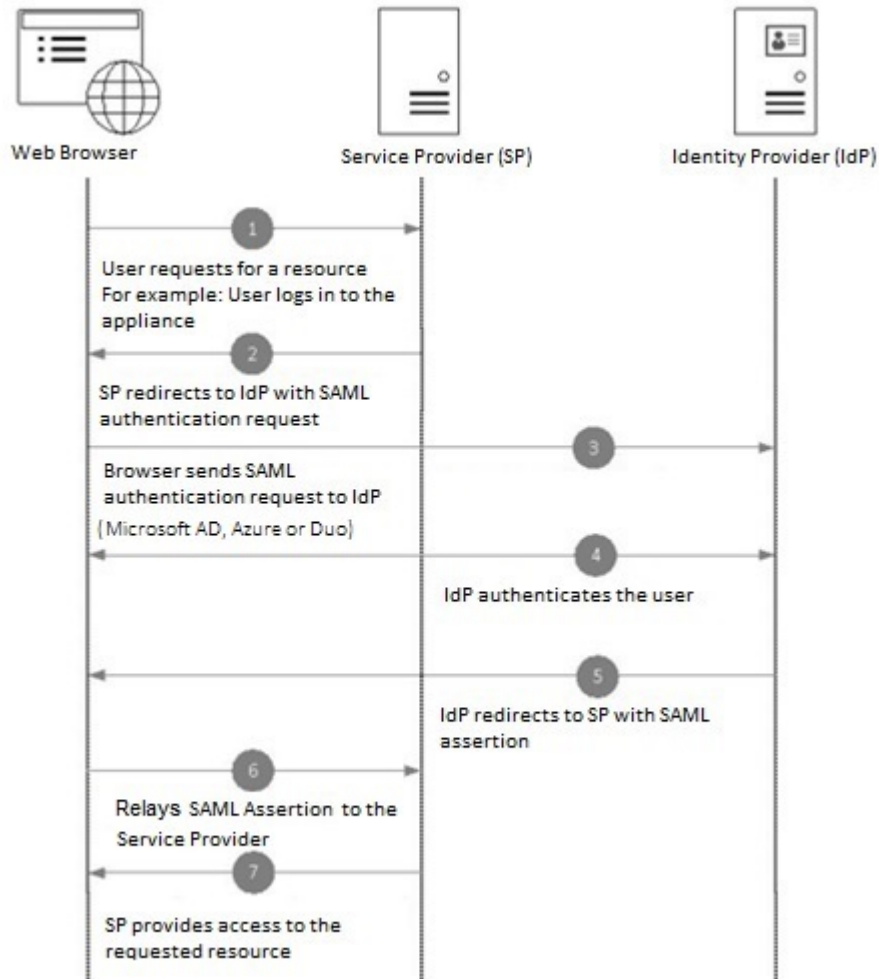 Web Browser
Service Provider (SP)
Identity Provider (IdP)
1
User requests for a resource
For example: User logs in to the
appliance
2
SP redirects to IdP with SAML
authentication request
3
Browser sends SAML
authentication request to IdP
(Microsoft AD, Azure or Duo)
4
IdP authenticates the user
5
IdP redirects to SP with SAML
assertion
6
Relays SAML Assertion to the
Service Provider
7
SP provides access to the
requested resource